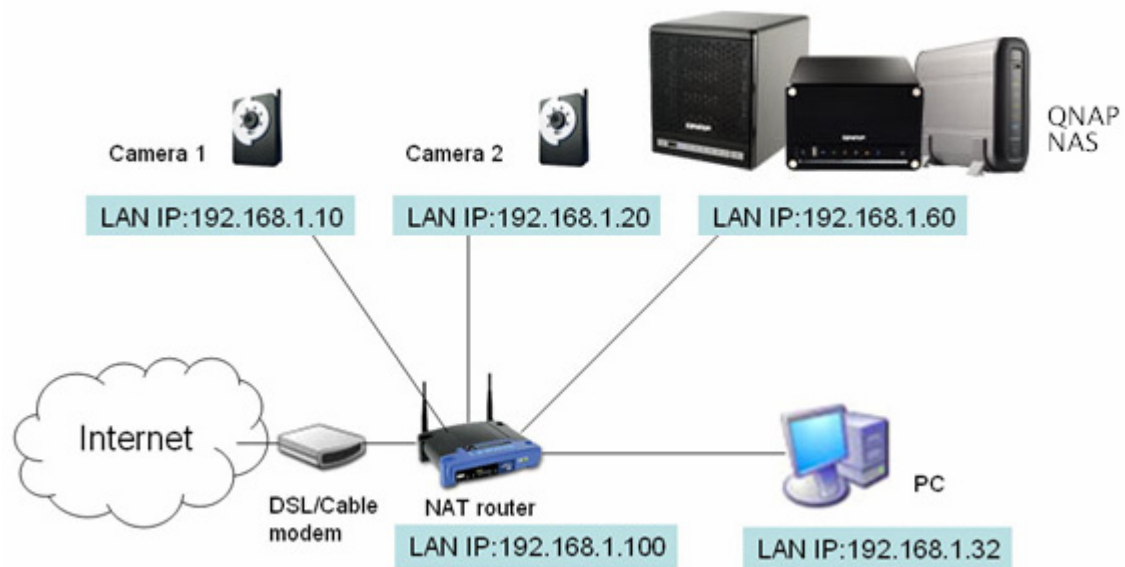 QNAP
NAS
Camera 1
Camera 2
LAN IP:192.168.1.10
LAN IP:192.168.1.20
LAN IP:192.168.1.60
Internet
DSL/Cable
modem
NAT router
PC
LAN IP:192.168.1.100
LAN IP:192.168.1.32